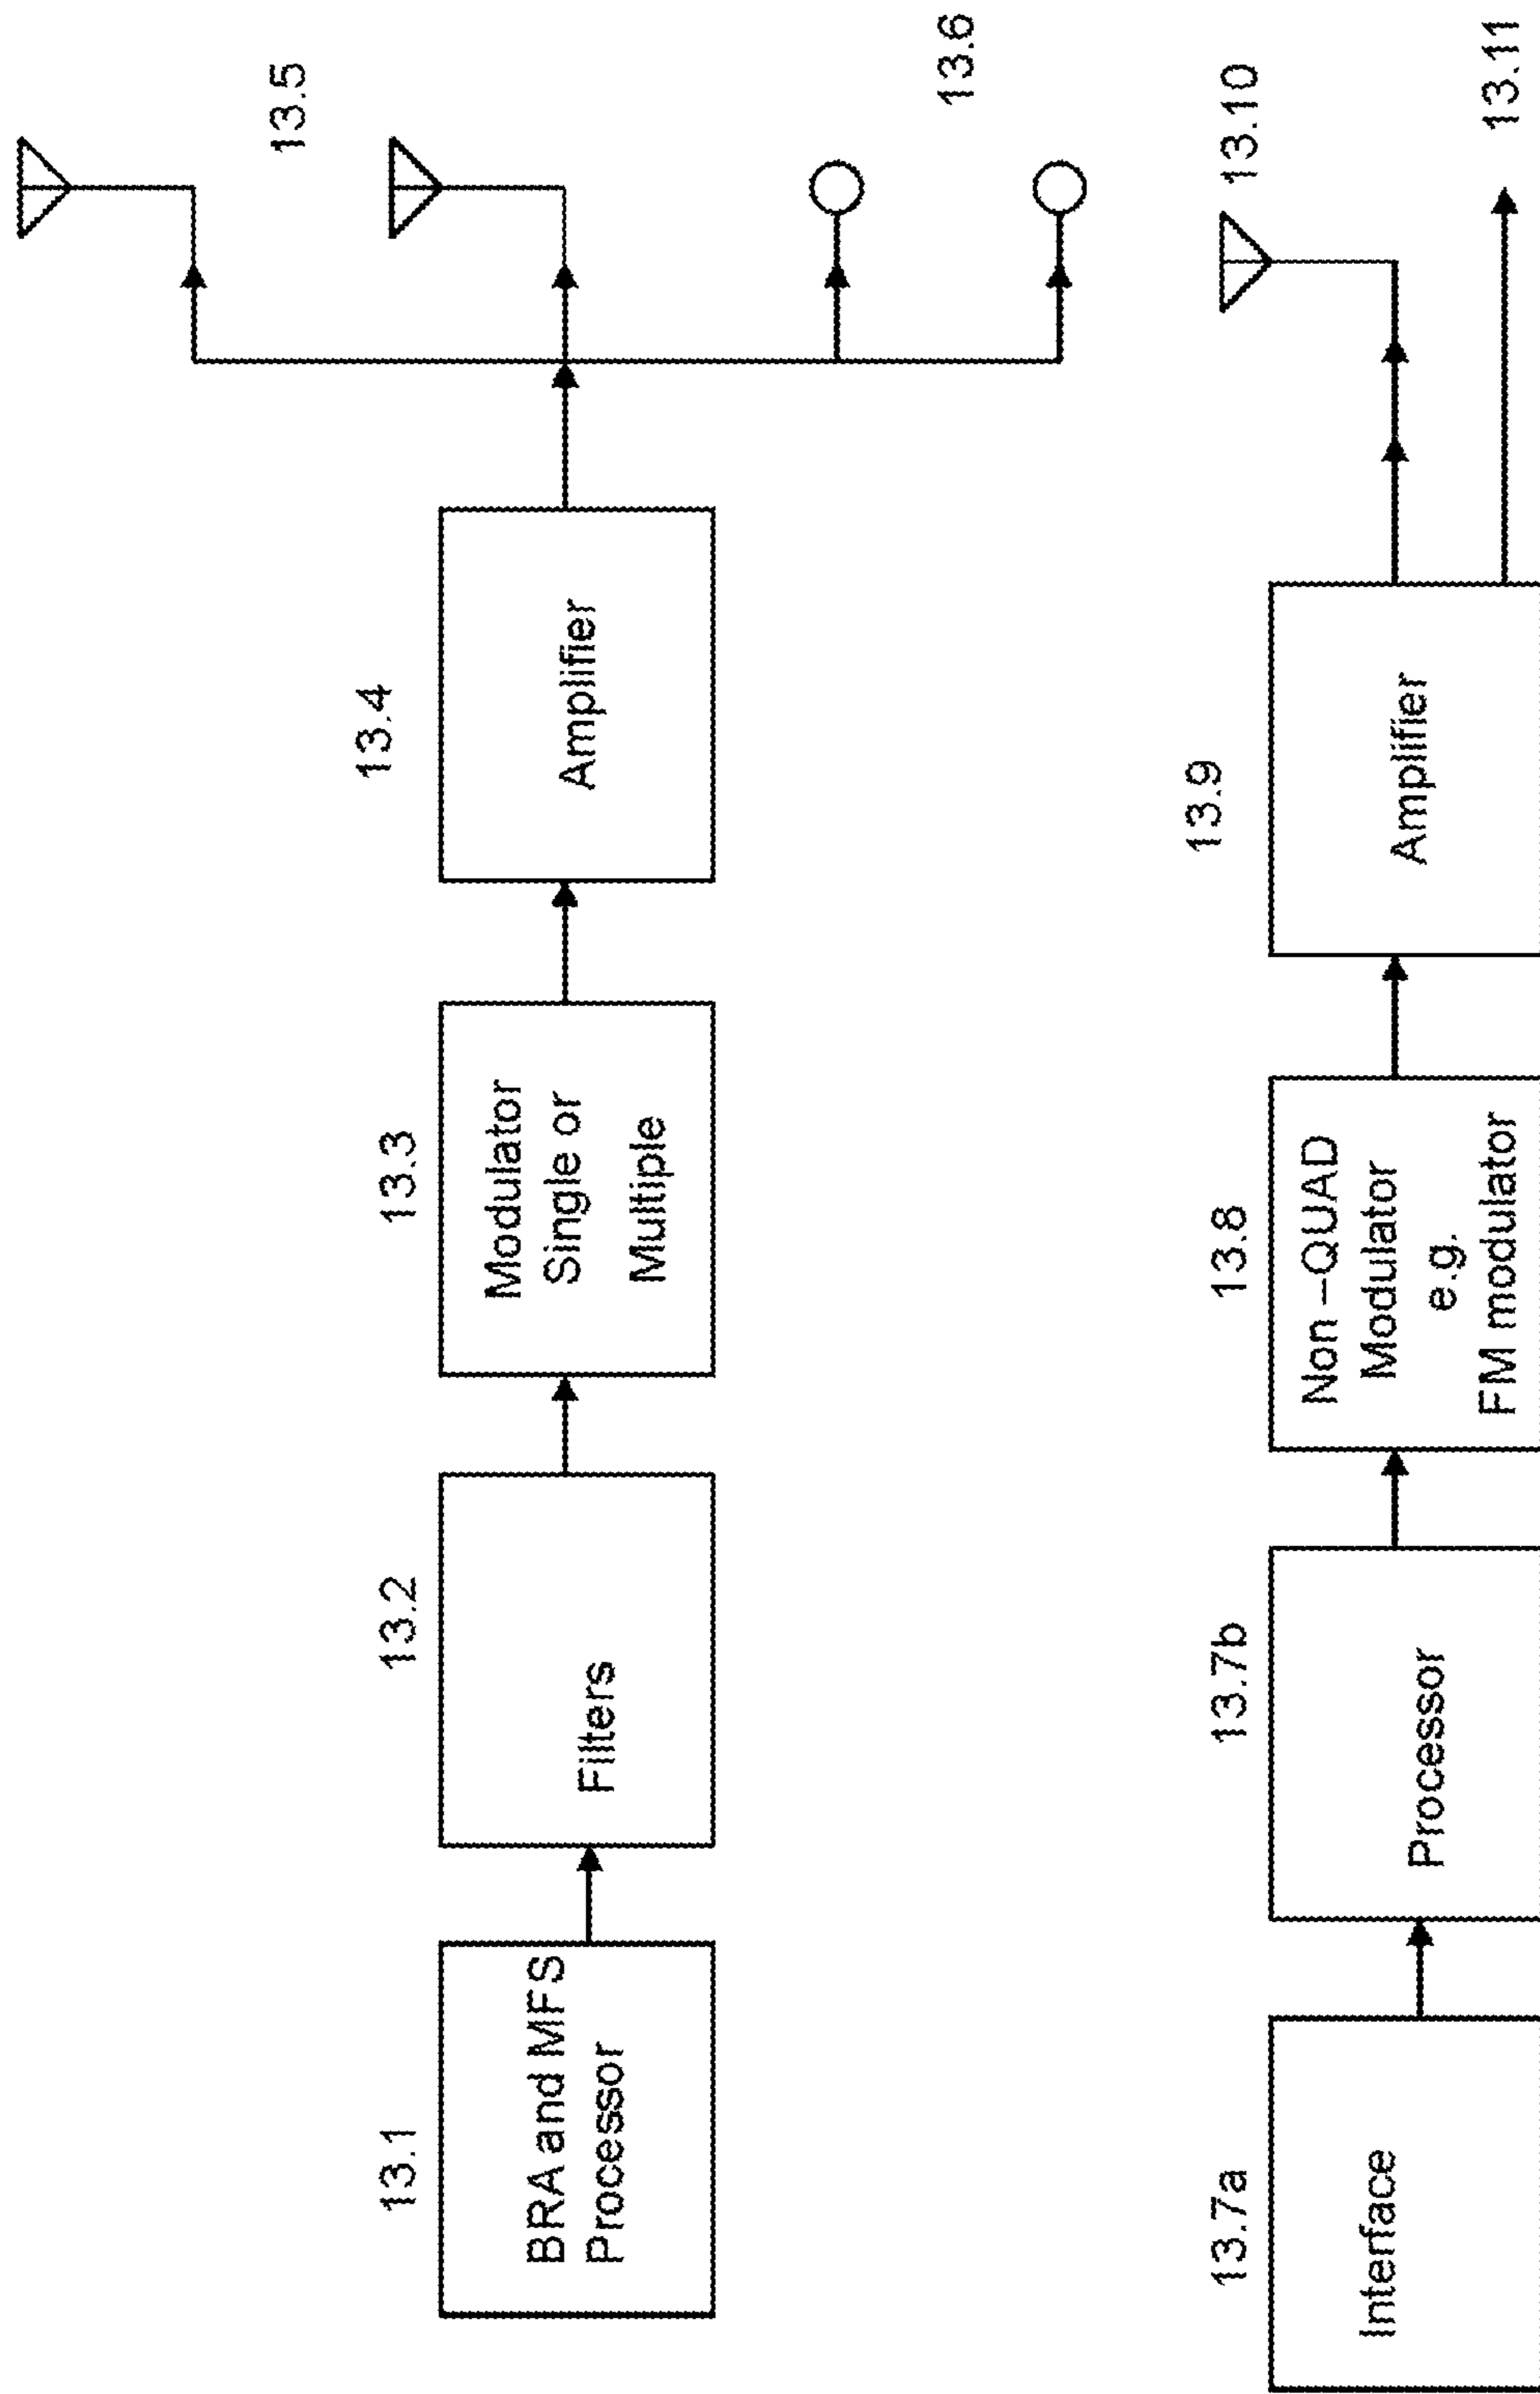 13.1
BRA and MFS
Processor
13.2
Filters
13.3
Modulator
Single or
Multiple
13.4
Amplifier
13.5
13.6
13.7a
Interface
13.7b
Processor
13.8
Non –QUAD
Modulator
e.g.
FM modulator
13.9
Amplifier
13.10
13.11